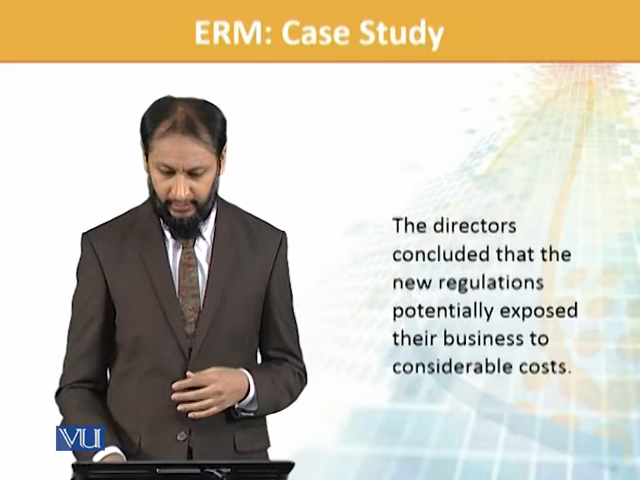 ERM: Case Study
The directors
concluded that the
new regulations
potentially exposed
their business to
considerable costs.
VU